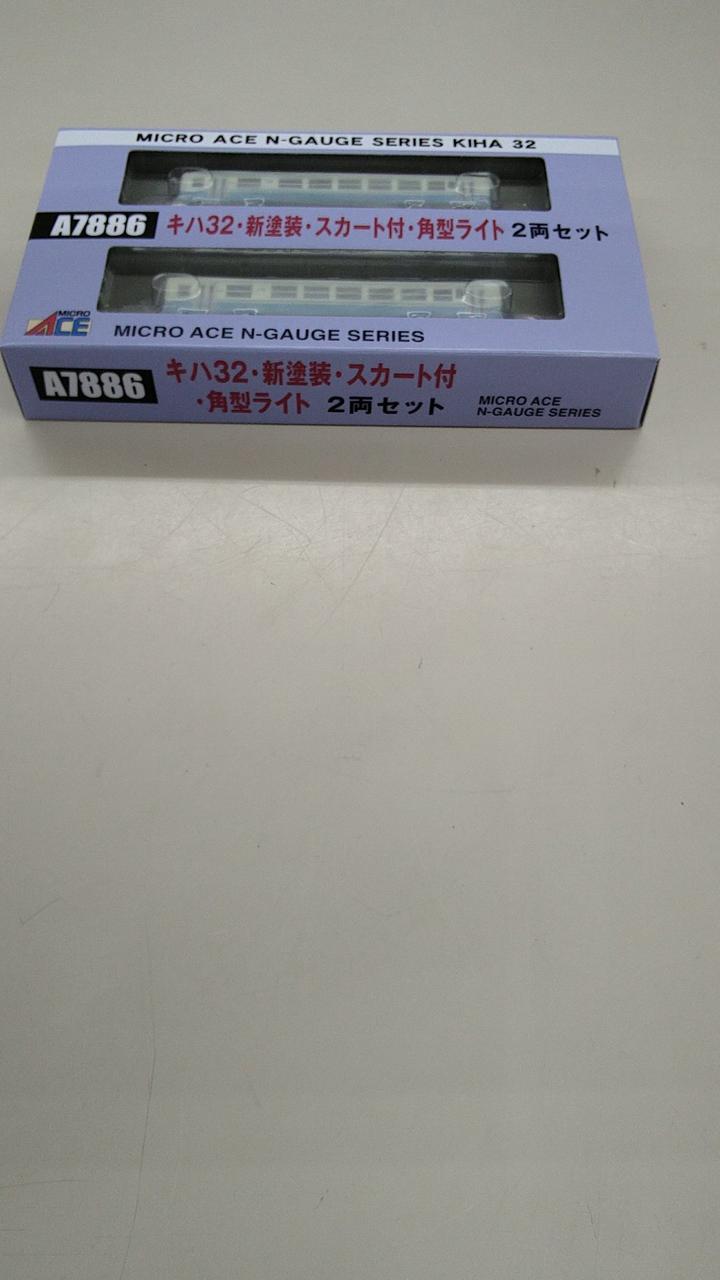 MICRO ACE N-GAUGE SERIES KIHA 32
A7886 キハ32・新塗装・スカート付・角型ライト 2両セット
MICRO ACE MICRO ACE N-GAUGE SERIES
A7886 キハ32・新塗装・スカート付
・角型ライト 2両セット
MICRO ACE
N-GAUGE SERIES